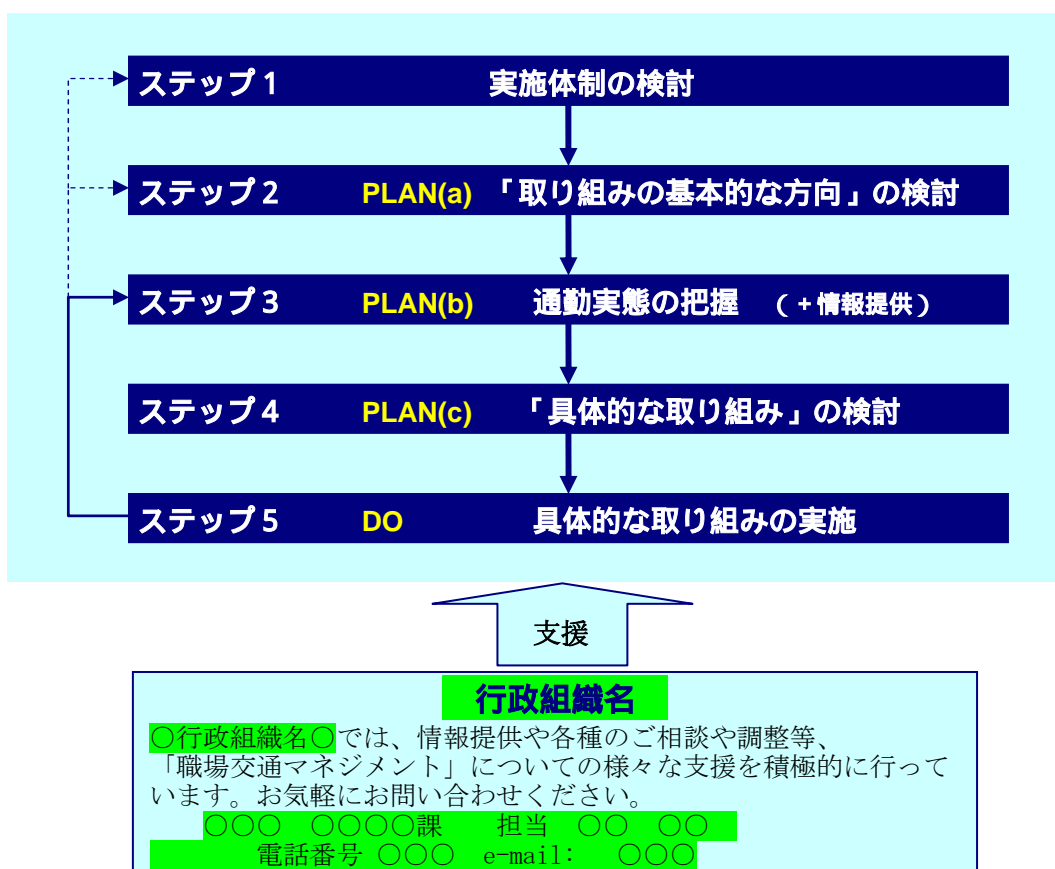 ステップ1 実施体制の検討
ステップ2 PLAN(a) 「取り組みの基本的な方向」の検討
ステップ3 PLAN(b) 通勤実態の把握 (+情報提供)
ステップ4 PLAN(c) 「具体的な取り組み」の検討
ステップ5 DO 具体的な取り組みの実施
支援
行政組織名
○行政組織名○では、情報提供や各種のご相談や調整等、
「職場交通マネジメント」についての様々な支援を積極的に行って
います。お気軽にお問い合わせください。
○○○ ○○○○課 担当 ○○ ○○
電話番号 ○○○ e-mail: ○○○